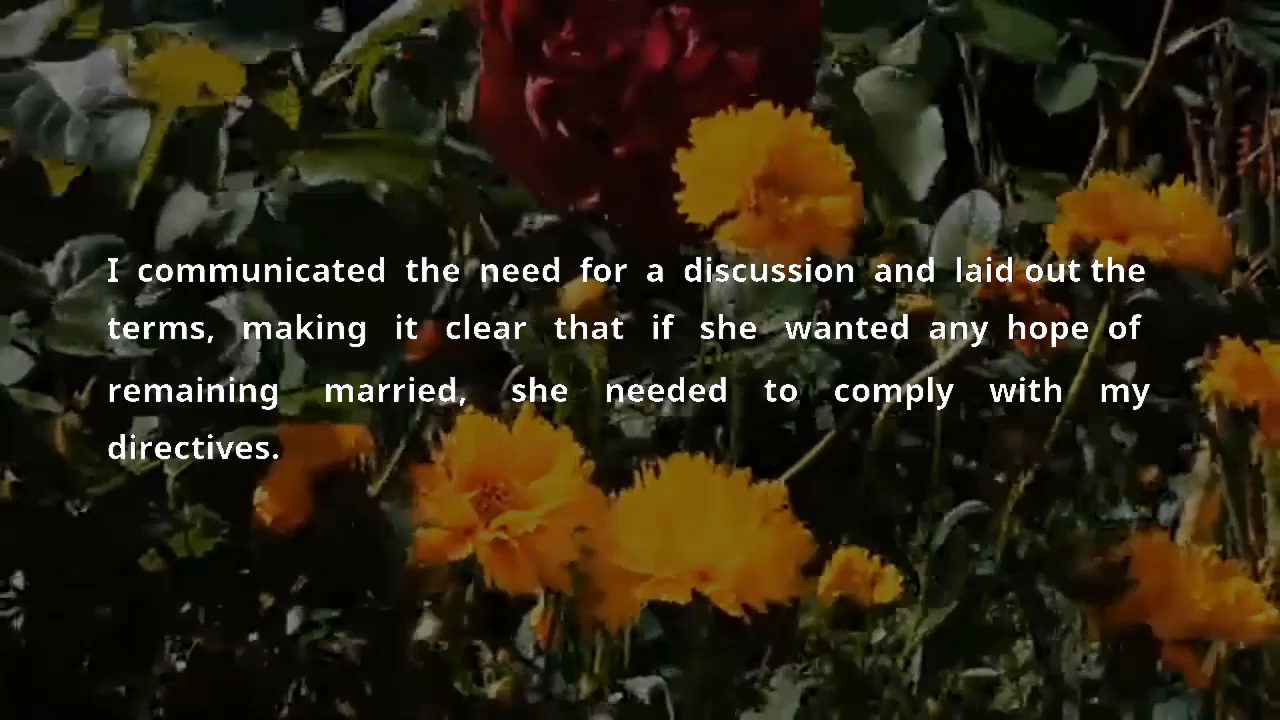 I communicated the need for a discussion and laid out the
terms, making it clear that if she wanted any hope of
remaining married, she needed to comply with my
directives.